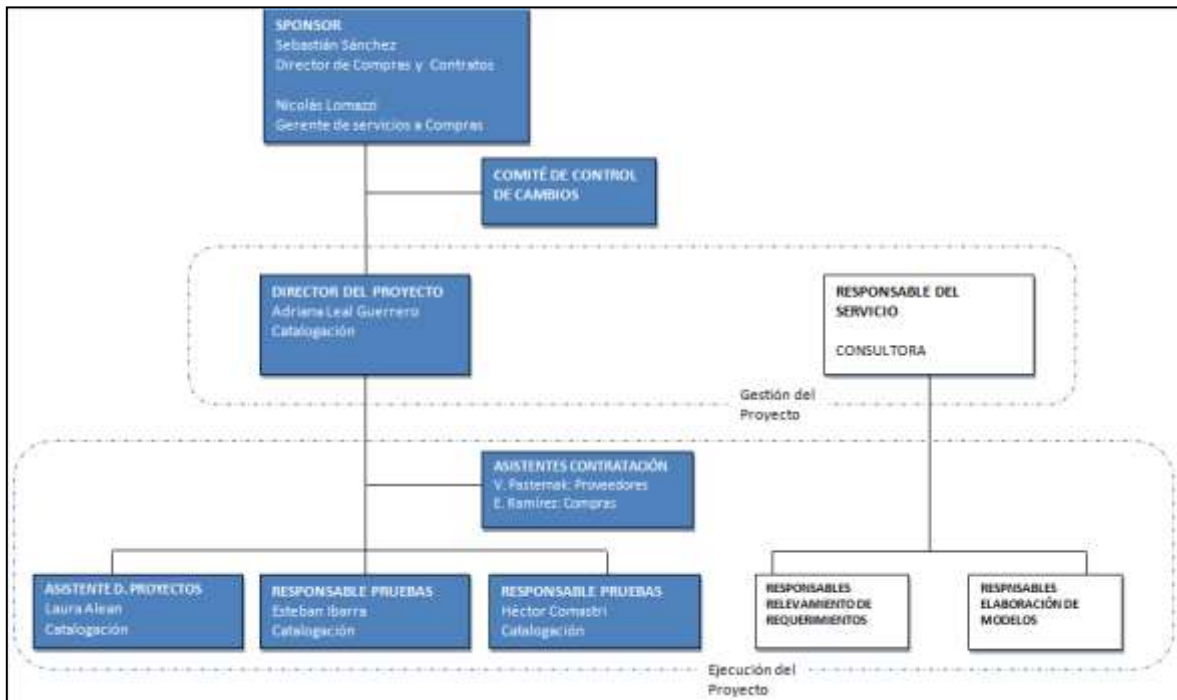 SPONSOR
Sebastián Sánchez
Director de Compras y Contratos
Nicolás Lomazzi
Gerente de servicios a Compras
COMITÉ DE CONTROL
DE CAMBIOS
DIRECTOR DEL PROYECTO
Adriana Leal Guerrero
Catalogación
RESPONSABLE DEL
SERVICIO
CONSULTORA
Gestión del
Proyecto
ASISTENTES CONTRATACIÓN
V. Pasternak: Proveedores
E. Ramírez: Compras
ASISTENTE D. PROYECTOS
Laura Alean
Catalogación
RESPONSABLE PRUEBAS
Esteban Ibarra
Catalogación
RESPONSABLE PRUEBAS
Héctor Comastri
Catalogación
RESPONSABLES
RELEVAMIENTO DE
REQUERIMIENTOS
RESPNSABLES
ELABORACIÓN DE
MODELOS
Ejecución del
Proyecto